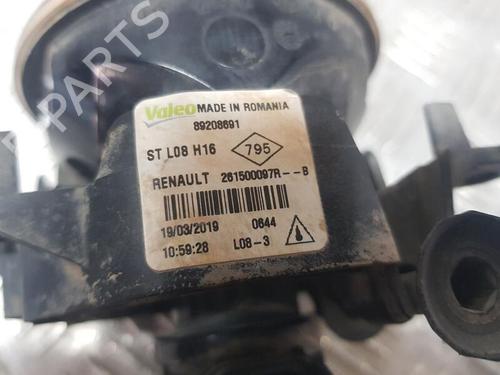 Valeo MADE IN ROMANIA
89208691
ST L08 H16 795
RENAULT 261500097R--B
19/03/2019 0644
10:59:28 L08-3
PARTS